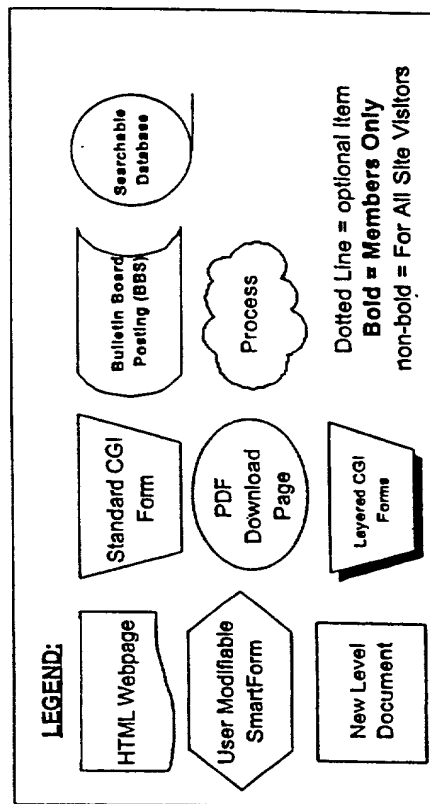 LEGEND:
HTML Webpage
Standard CGI
Form
Bulletin Board
Posting (BBS)
Searchable
Database
User Modifiable
SmartForm
PDF
Download
Page
Process
New Level
Document
Layered CGI
Forms
Dotted Line = optional Item
Bold = Members Only
non-bold = For All Site Visitors